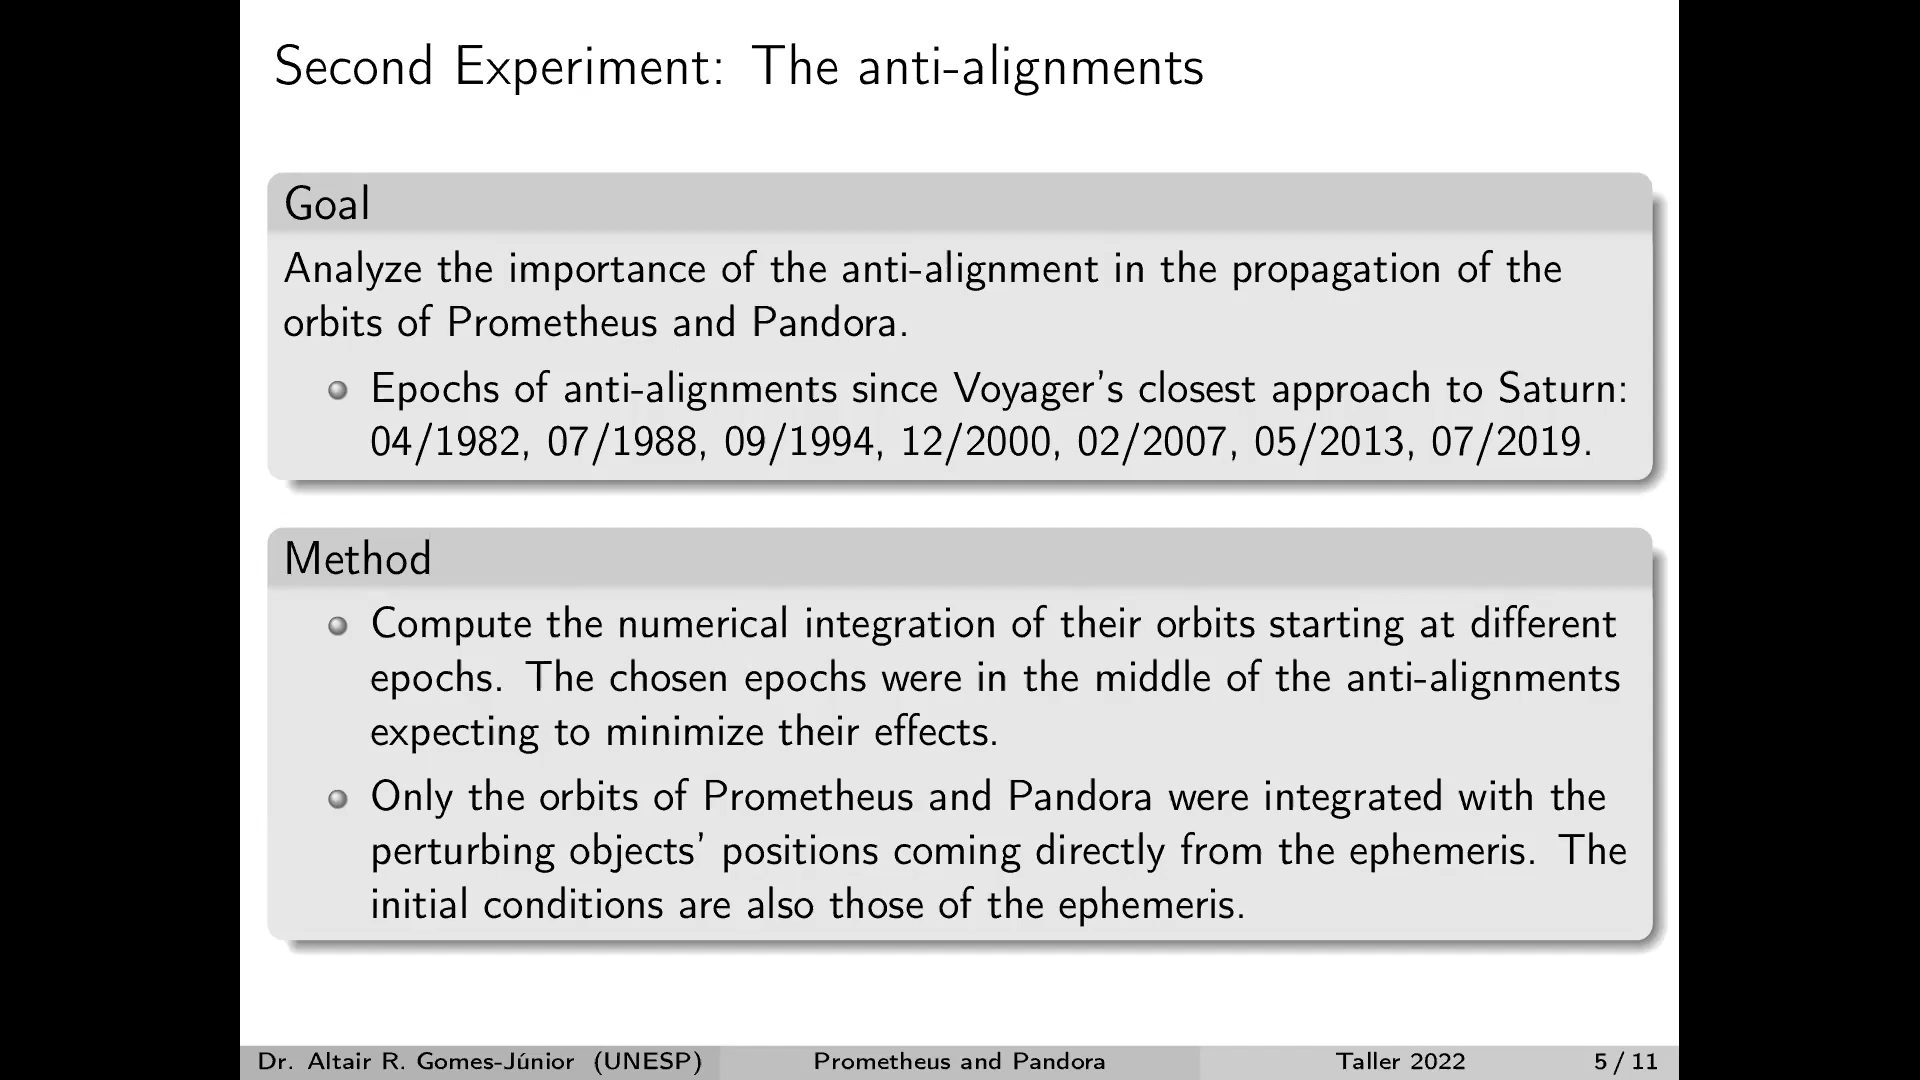 Second Experiment: The anti-alignments
Goal
Analyze the importance of the anti-alignment in the propagation of the
orbits of Prometheus and Pandora.
Epochs of anti-alignments since Voyager's closest approach to Saturn:
04/1982, 07/1988, 09/1994, 12/2000, 02/2007, 05/2013, 07/2019.
Method
Compute the numerical integration of their orbits starting at different
epochs. The chosen epochs were in the middle of the anti-alignments
expecting to minimize their effects.
Only the orbits of Prometheus and Pandora were integrated with the
perturbing objects' positions coming directly from the ephemeris. The
initial conditions are also those of the ephemeris.
Dr. Altair R. Gomes-Júnior (UNESP) Prometheus and Pandora Taller 2022 5 / 11